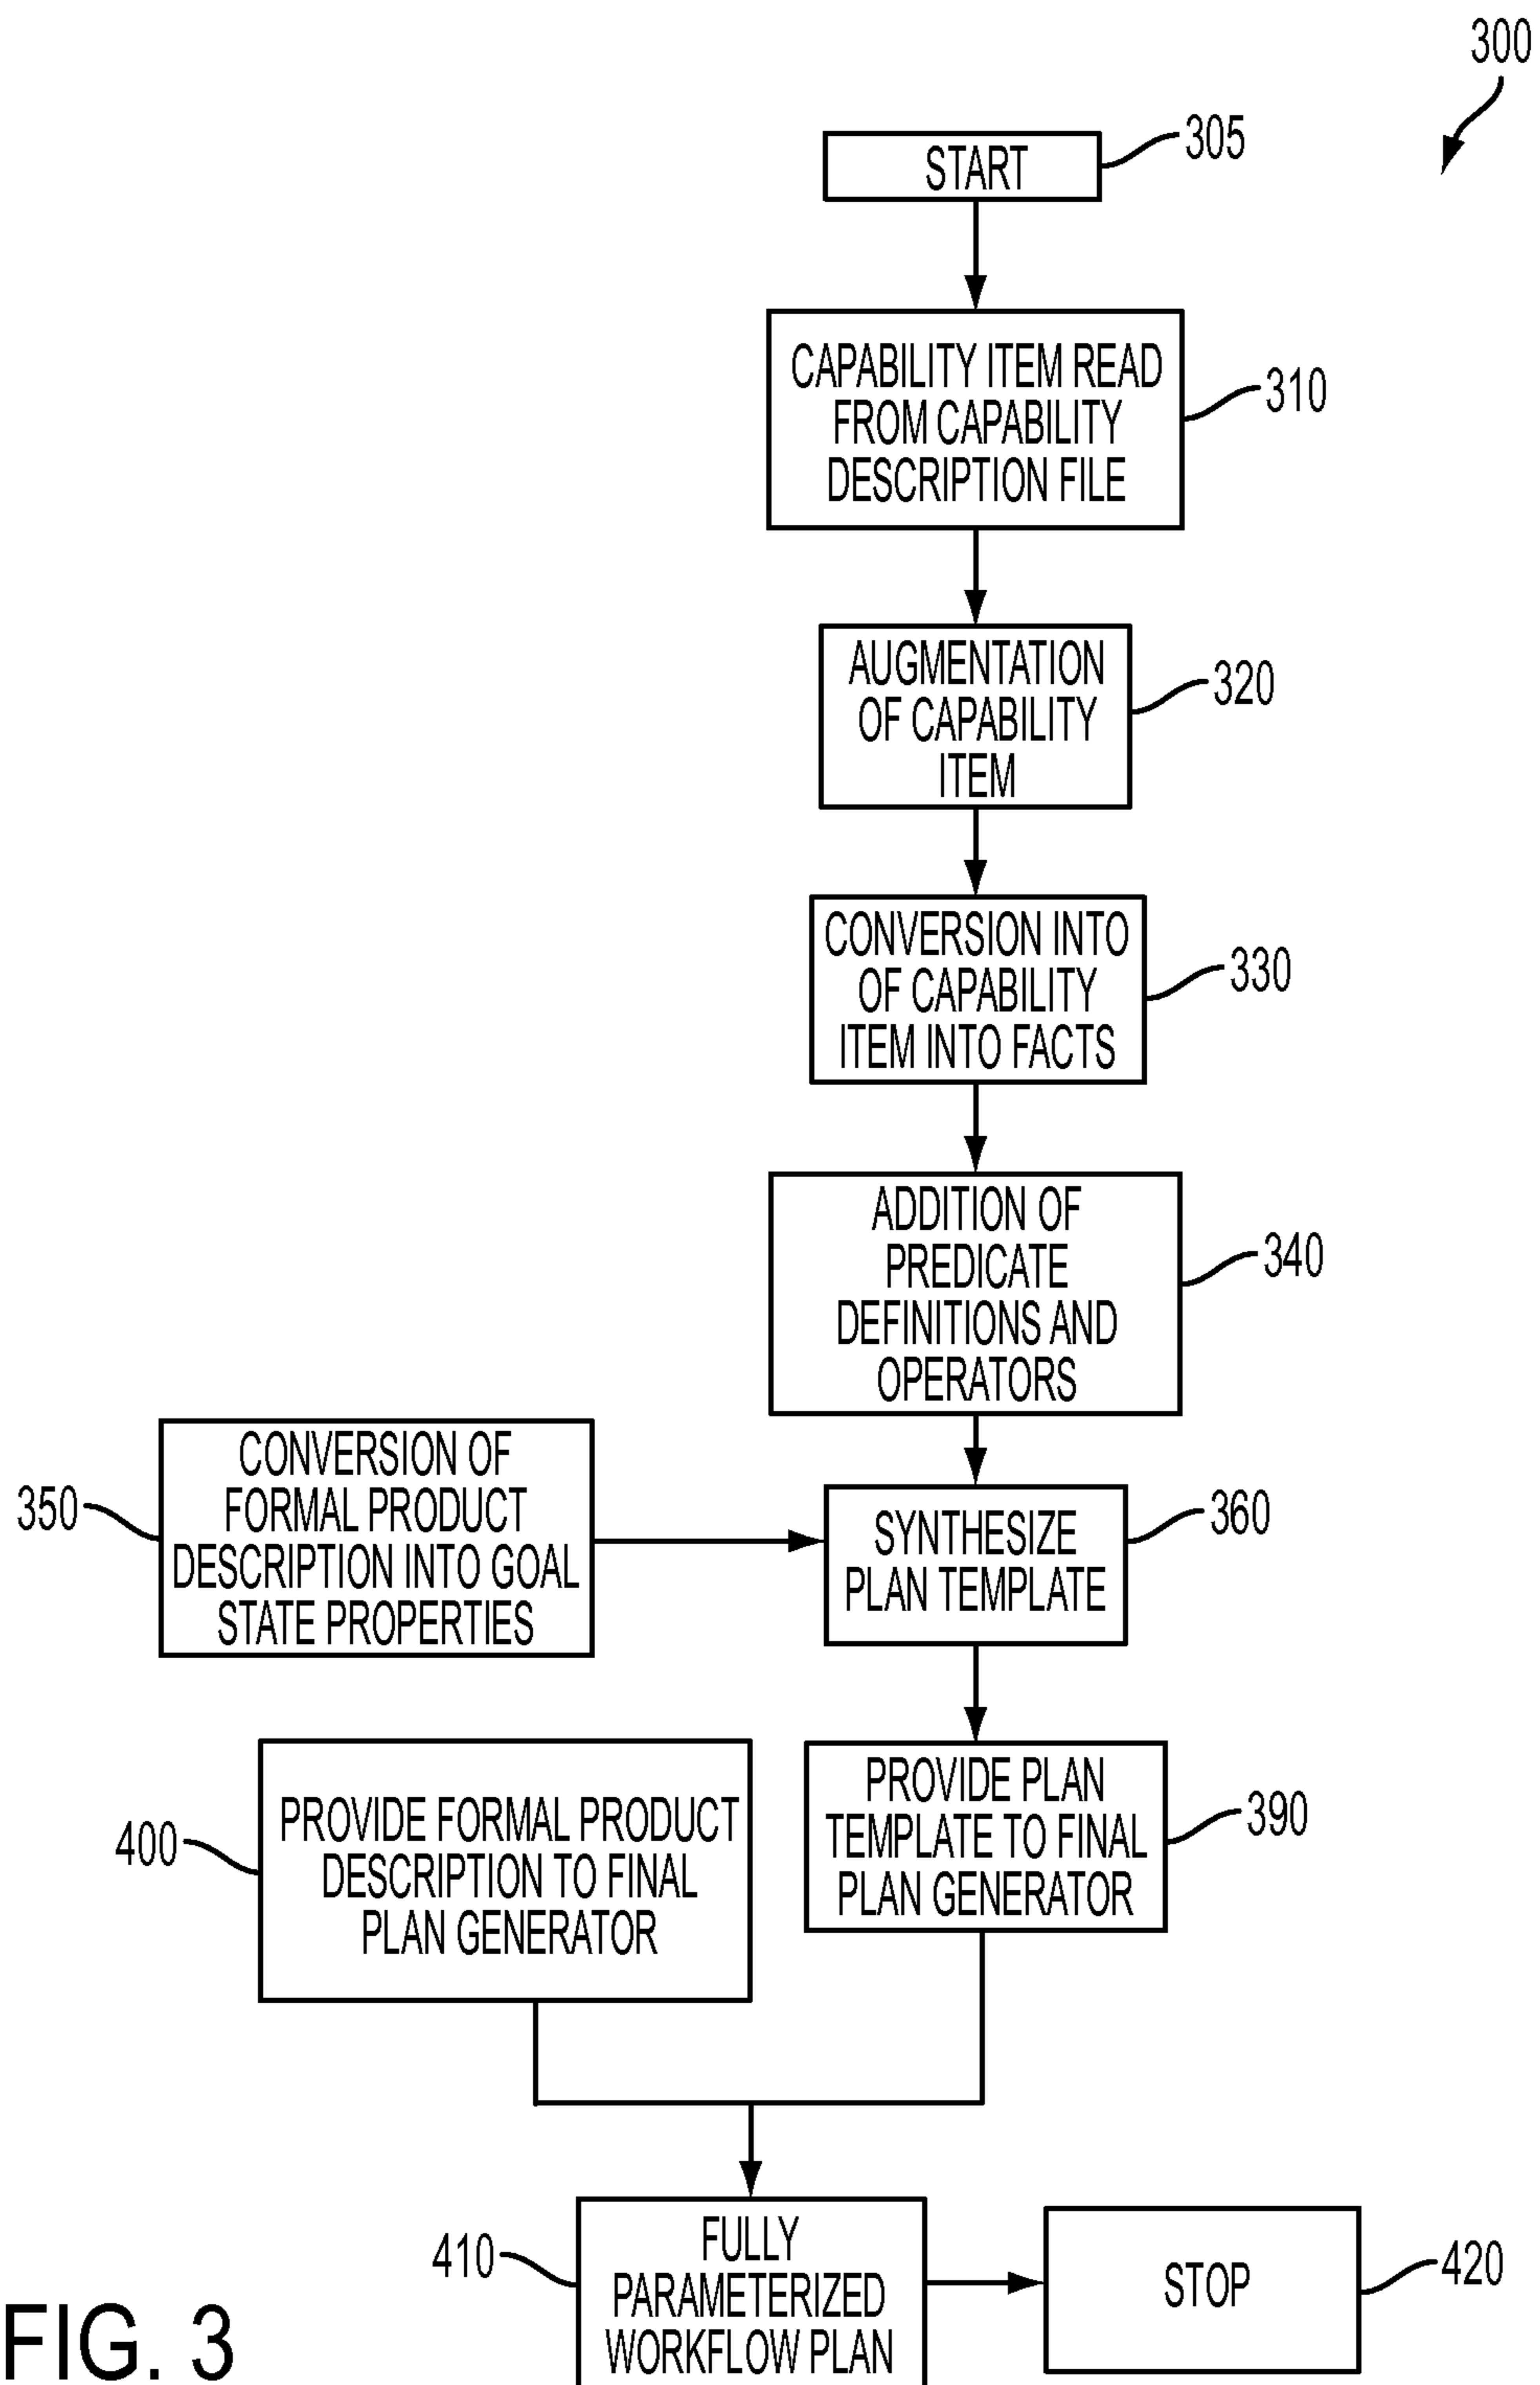 300
START
305
CAPABILITY ITEM READ
FROM CAPABILITY
DESCRIPTION FILE
310
AUGMENTATION
OF CAPABILITY
ITEM
320
CONVERSION INTO
OF CAPABILITY
ITEM INTO FACTS
330
ADDITION OF
PREDICATE
DEFINITIONS AND
OPERATORS
340
350
CONVERSION OF
FORMAL PRODUCT
DESCRIPTION INTO GOAL
STATE PROPERTIES
SYNTHESIZE
PLAN TEMPLATE
360
400
PROVIDE FORMAL PRODUCT
DESCRIPTION TO FINAL
PLAN GENERATOR
PROVIDE PLAN
TEMPLATE TO FINAL
PLAN GENERATOR
390
410
FULLY
PARAMETERIZED
WORKFLOW PLAN
STOP
420
FIG. 3